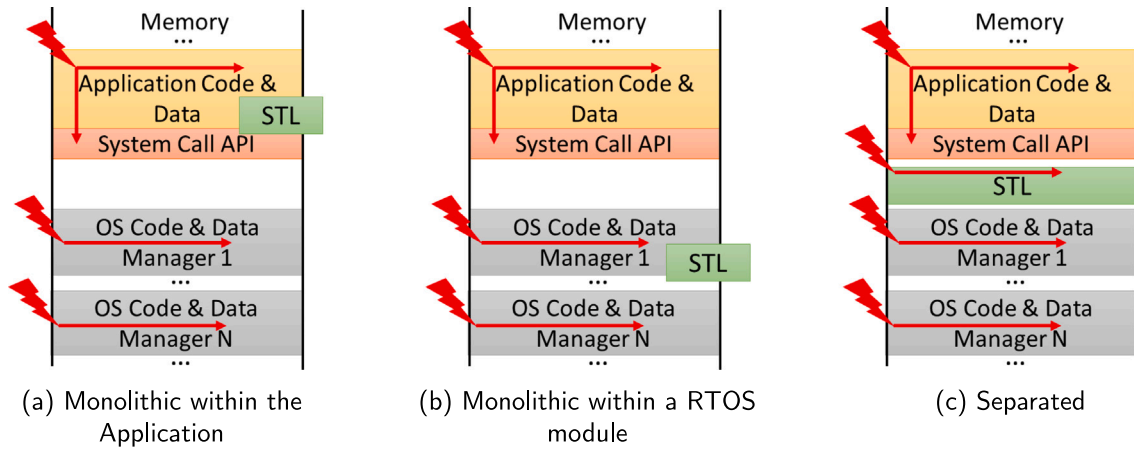 Memory
...
Application Code &
Data
STL
System Call API
OS Code & Data
Manager 1
...
OS Code & Data
Manager N
...
(a) Monolithic within the
Application
Memory
...
Application Code &
Data
System Call API
OS Code & Data
Manager 1
STL
...
OS Code & Data
Manager N
...
(b) Monolithic within a RTOS
module
Memory
...
Application Code &
Data
System Call API
STL
OS Code & Data
Manager 1
...
OS Code & Data
Manager N
...
(c) Separated